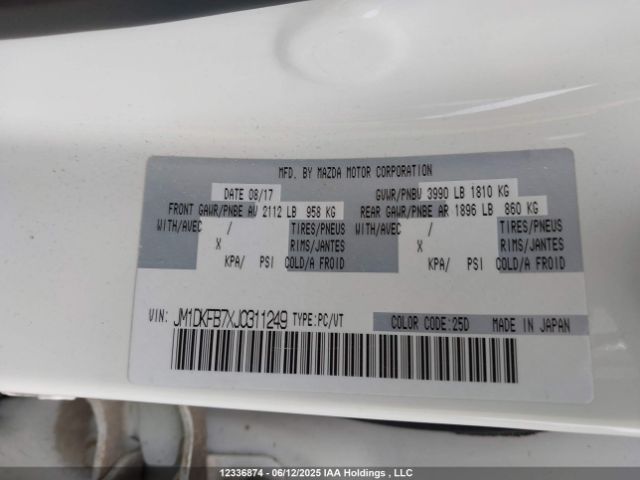 MFD. BY MAZDA MOTOR CORPORATION
DATE 08/17 GVWR/PNBV 3990 LB 1810 KG
FRONT GAWR/PNBE AV 2112 LB 958 KG REAR GAWR/PNBE AR 1896 LB 860 KG
WITH/AVEC / TIRES/PNEUS WITH/AVEC / TIRES/PNEUS
X RIMS/JANTES X RIMS/JANTES
KPA/ PSI COLD/A FROID KPA/ PSI COLD/A FROID
VIN: JM1DKFB7XJ0311249 TYPE:PC/VT COLOR CODE:25D MADE IN JAPAN
12336874 - 06/12/2025 IAA Holdings , LLC